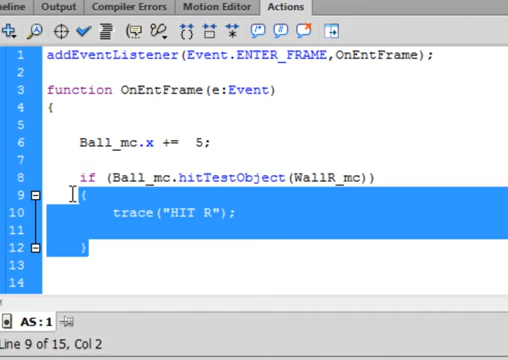 eline Output Compiler Errors Motion Editor Actions
1 addEventListener(Event.ENTER_FRAME,OnEntFrame);
2
3 function OnEntFrame(e:Event)
4 {
5
6 Ball_mc.x += 5;
7
8 if (Ball_mc.hitTestObject(WallR_mc))
9 {
10 trace("HIT R");
11
12 }
13
14
AS:1
Line 9 of 15, Col 2